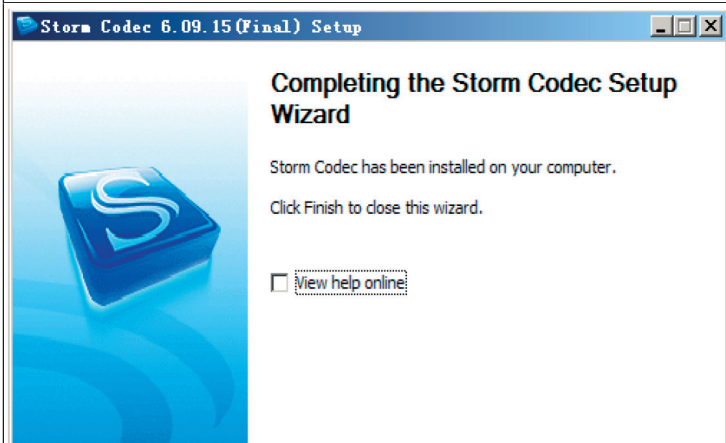 Storm Codec 6.09.15(Final) Setup
Completing the Storm Codec Setup
Wizard
Storm Codec has been installed on your computer.
Click Finish to close this wizard.
View help online